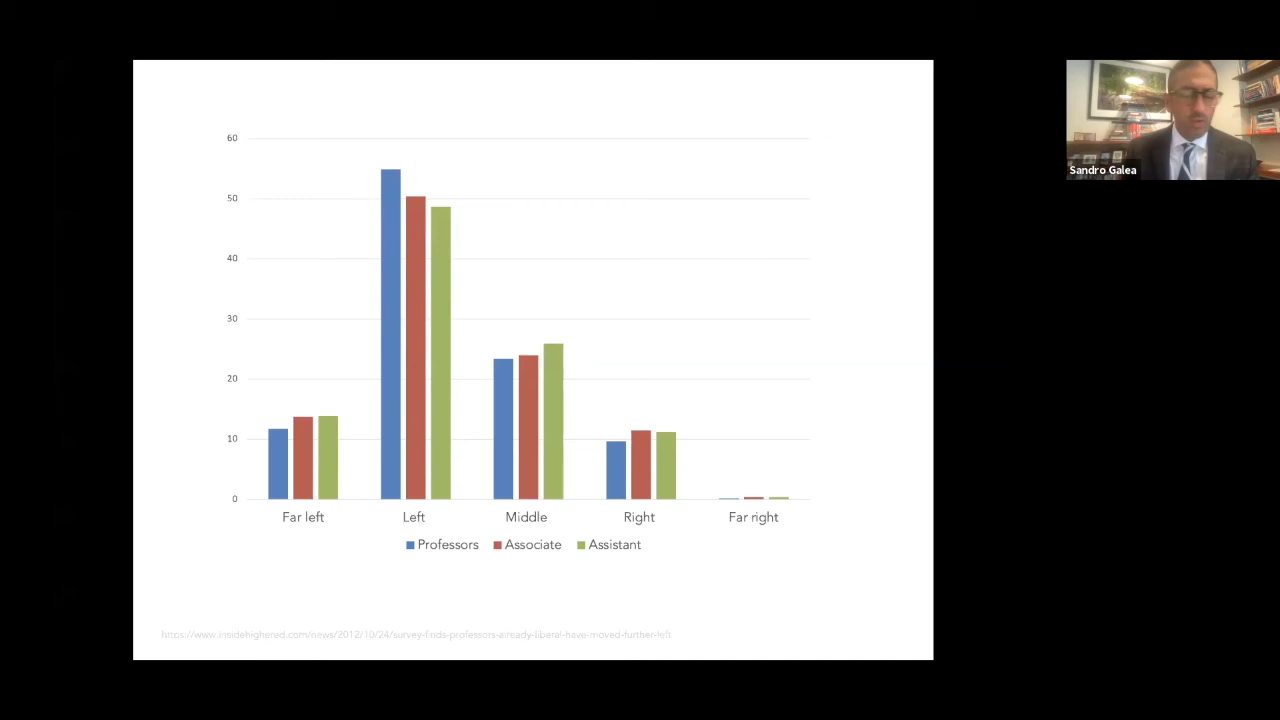 60
50
40
30
20
10
0
Far left Left Middle Right Far right
Professors Associate Assistant
https://www.insidehighered.com/news/2012/10/24/survey-finds-professors-already-liberal-have-moved-further-left
Sandro Galea